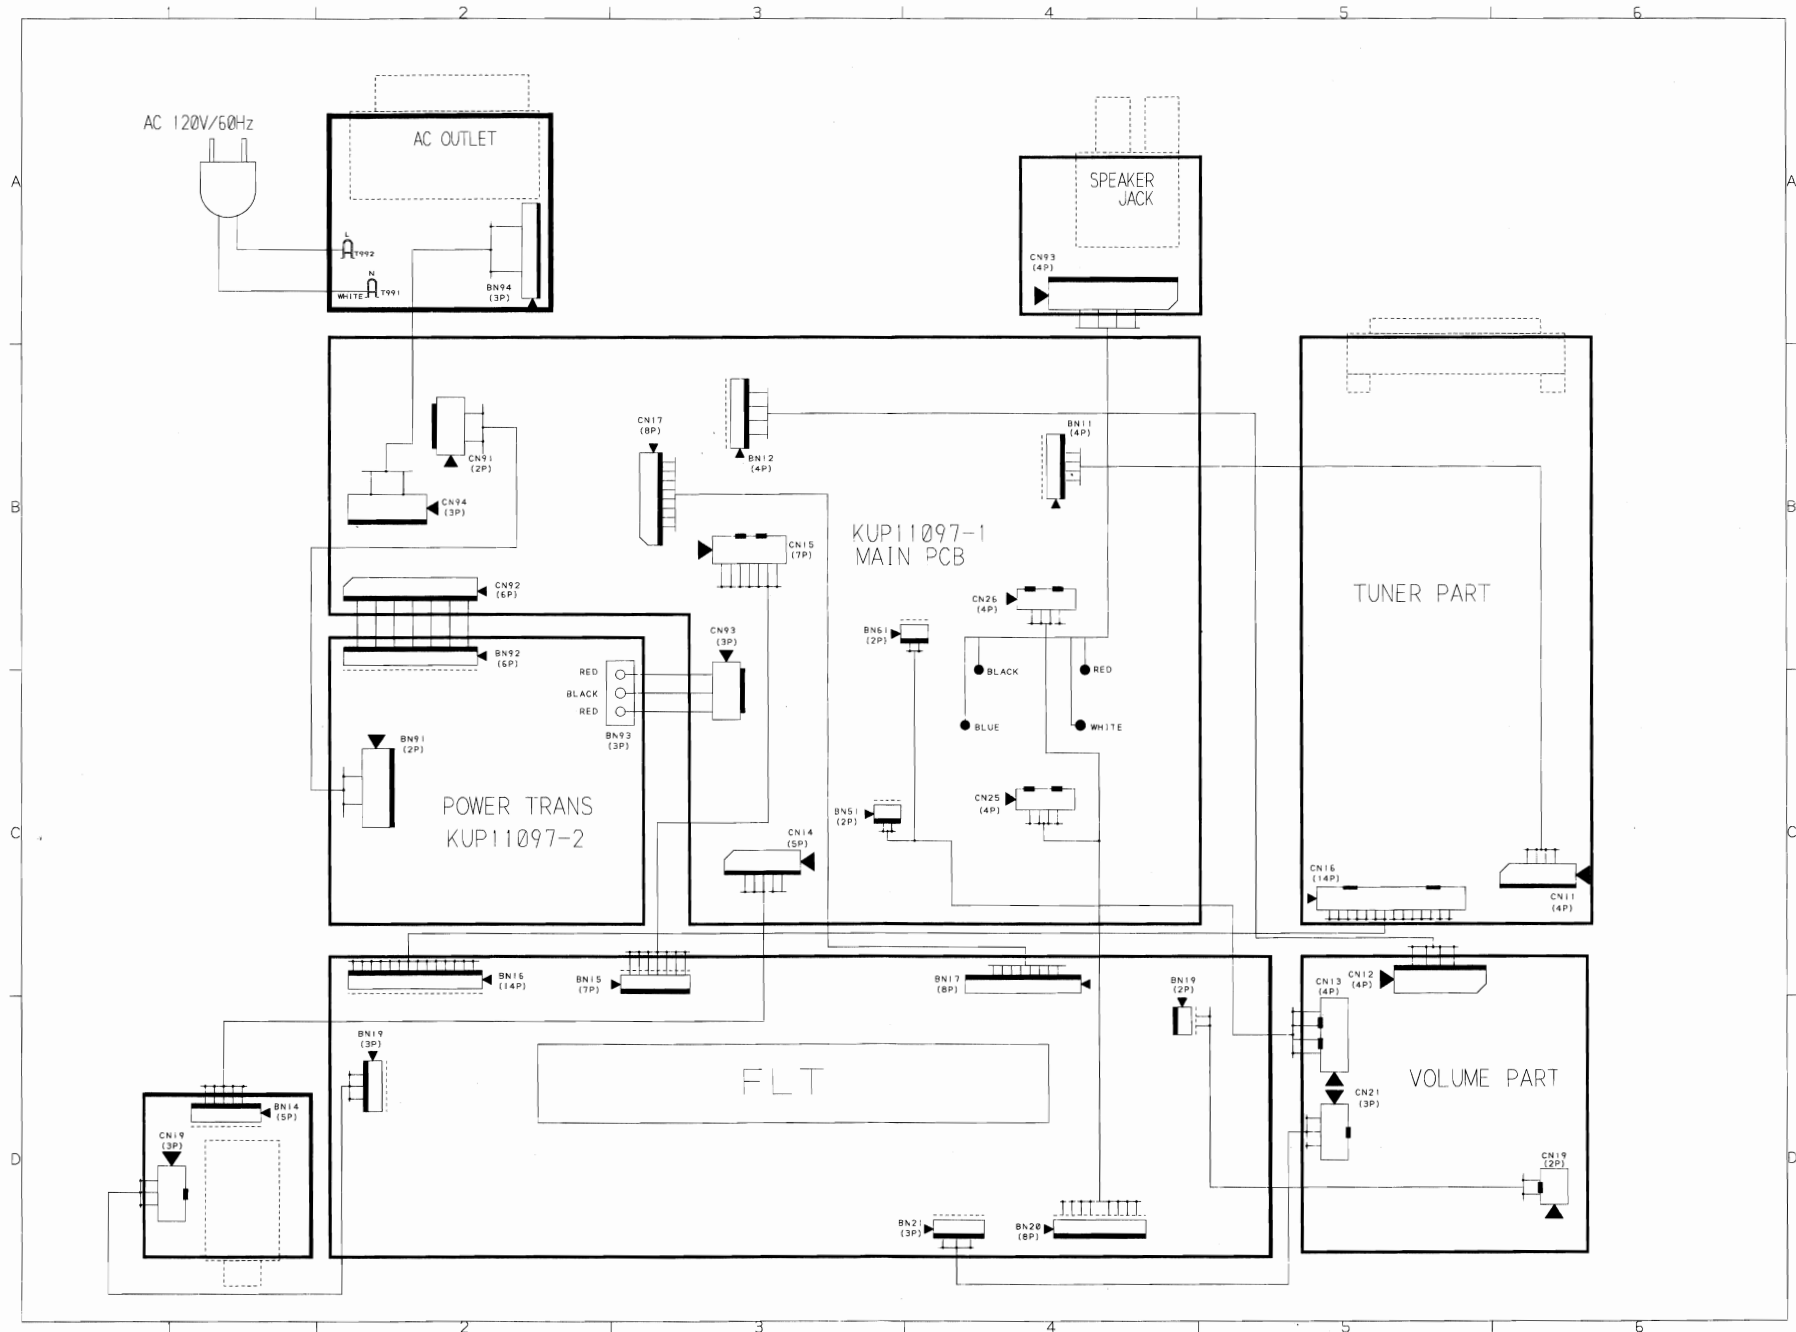 2
3
4
5
6
AC 120V/60Hz
AC OUTLET
A
SPEAKER
JACK
A
L
T992
N
WHITE
T991
BN94
(3P)
CN93
(4P)
CN91
(2P)
CN94
(3P)
CN17
(8P)
BN12
(4P)
BN11
(4P)
B
B
CN15
(7P)
KUP11097-1
MAIN PCB
CN92
(6P)
CN26
(4P)
TUNER PART
BN61
(2P)
CN93
(3P)
BN92
(6P)
RED
BLACK
RED
BN93
(3P)
BLACK
RED
BLUE
WHITE
BN91
(2P)
POWER TRANS
KUP11097-2
BN51
(2P)
CN25
(4P)
C
C
CN14
(5P)
CN16
(14P)
CN11
(4P)
BN16
(14P)
BN15
(7P)
BN17
(8P)
BN19
(2P)
CN13
(4P)
CN12
(4P)
BN19
(3P)
FLT
VOLUME PART
CN21
(3P)
BN14
(5P)
CN19
(3P)
D
D
CN19
(2P)
BN21
(3P)
BN20
(8P)
2
3
4
5
6